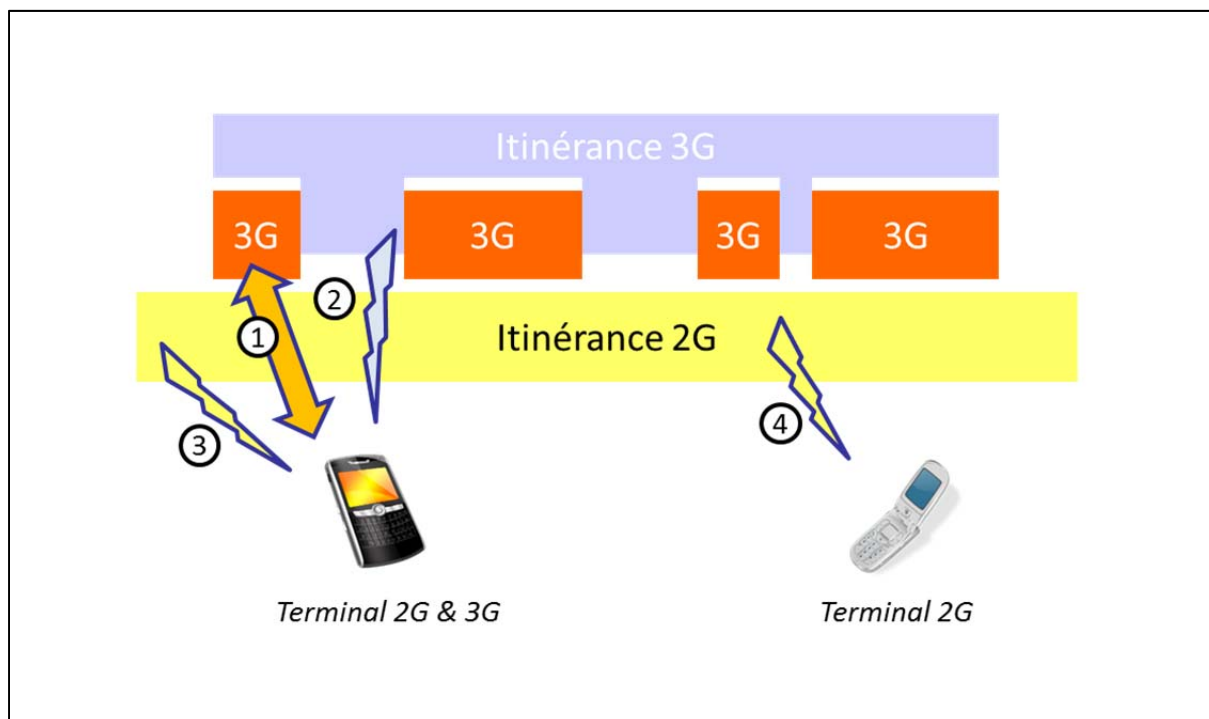 Itinérance 3G
3G 3G 3G 3G
2
1
Itinérance 2G
3
4
Terminal 2G & 3G
Terminal 2G